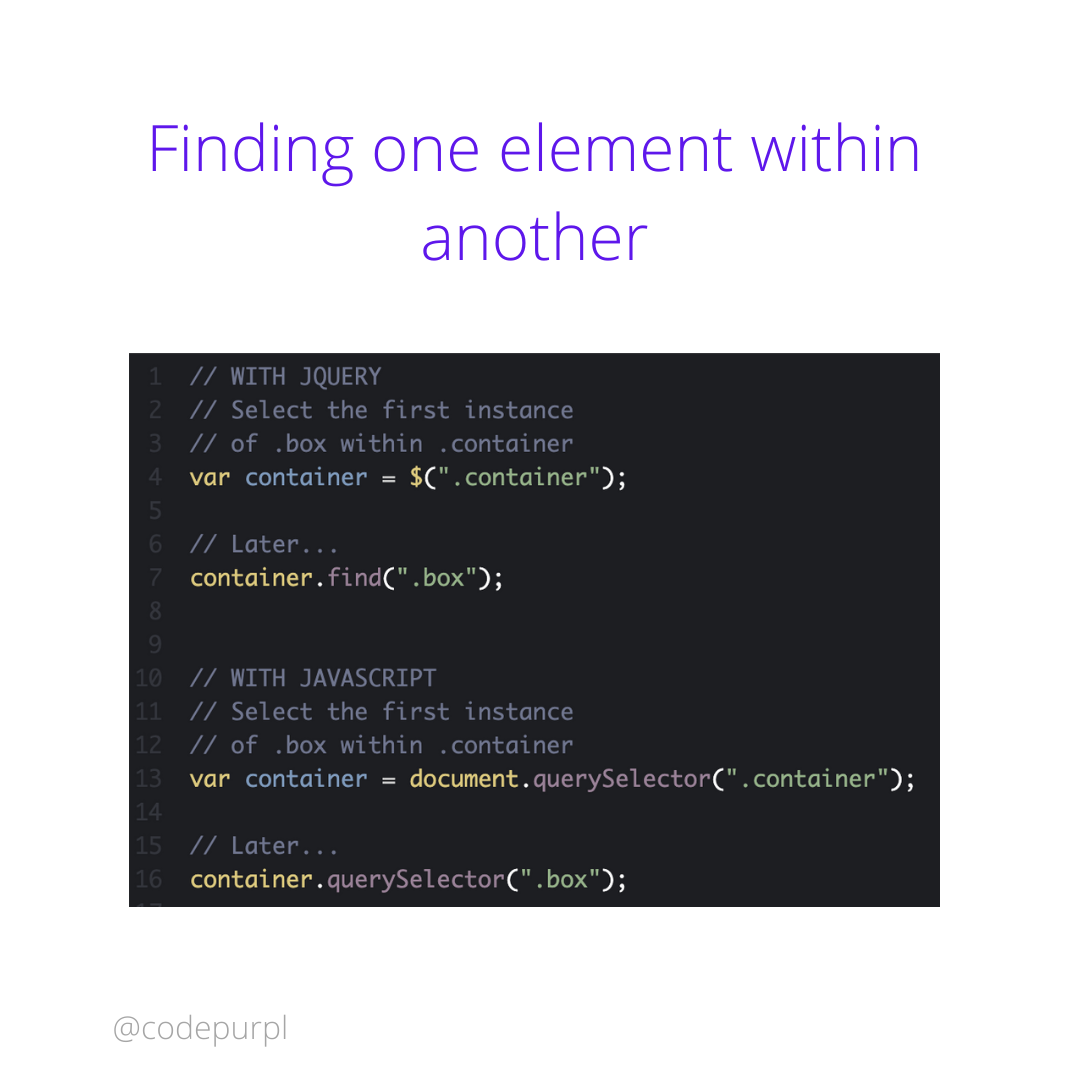 Finding one element within
another
1 // WITH JQUERY
2 // Select the first instance
3 // of .box within .container
4 var container = $(".container");
5
6 // Later...
7 container.find(".box");
8
9
10 // WITH JAVASCRIPT
11 // Select the first instance
12 // of .box within .container
13 var container = document.querySelector(".container");
14
15 // Later...
16 container.querySelector(".box");
@codepurpl